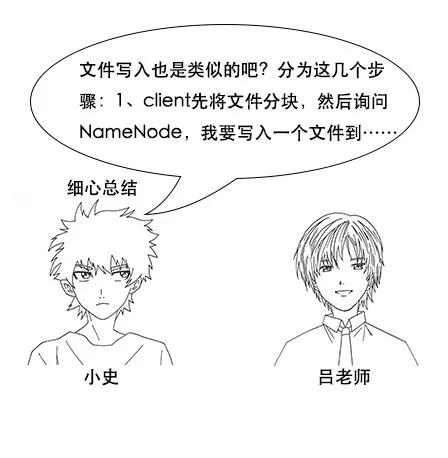 文件写入也是类似的吧？分为这几个步
骤：1、client先将文件分块，然后询问
NameNode，我要写入一个文件到……
细心总结
小史
吕老师